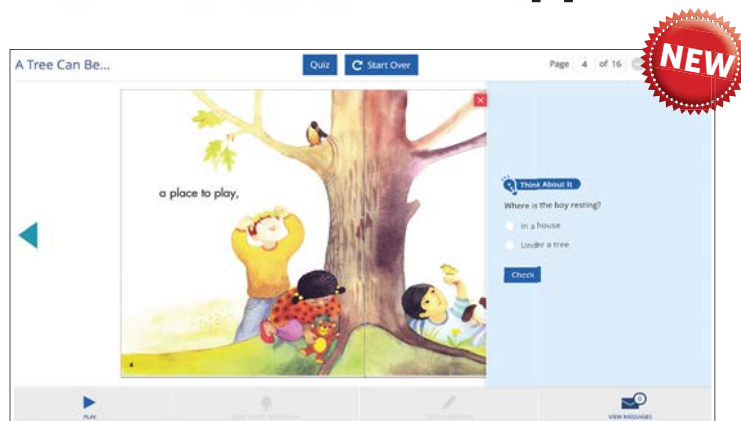 NEW
A Tree Can Be...
Quiz
Start Over
Page 4 of 16
a place to play,
4
Think About It
Where is the boy resting?
In a house
Under a tree
Check
PLAY
0
VIEW MESSAGES